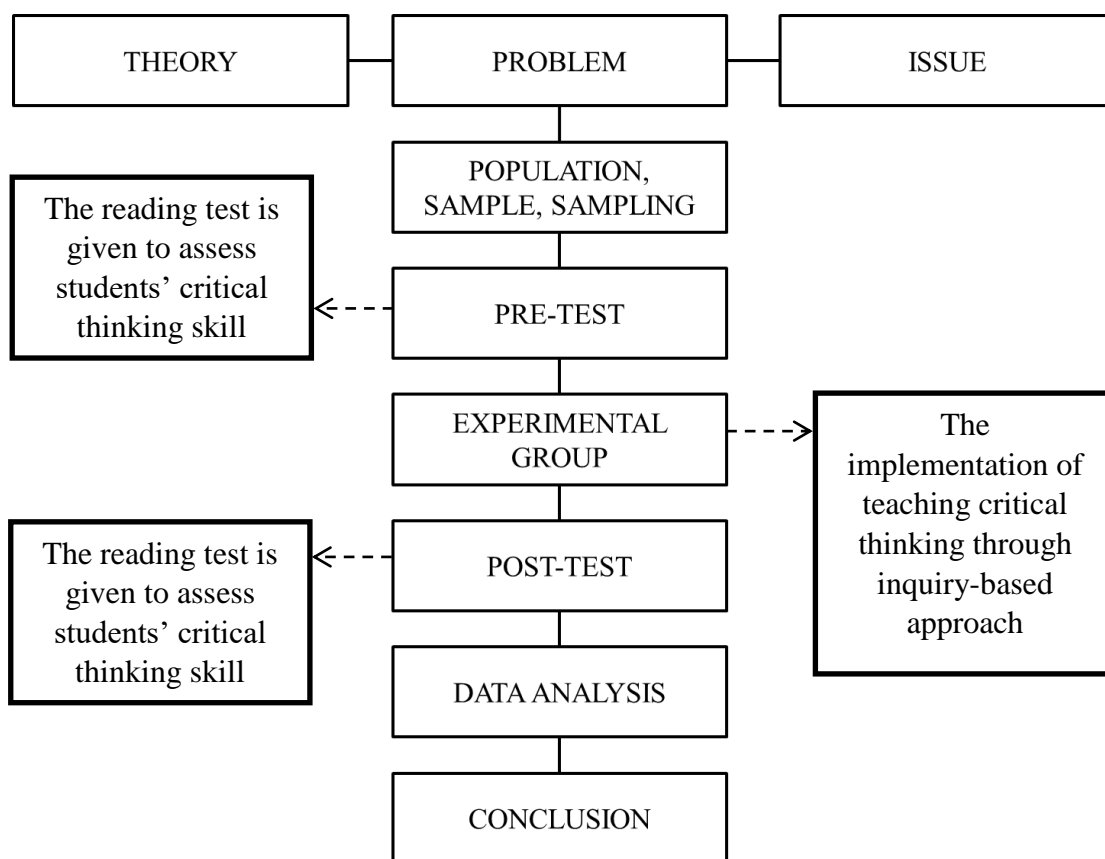 THEORY
PROBLEM
ISSUE
POPULATION,
SAMPLE, SAMPLING
The reading test is
given to assess
students’ critical
thinking skill
PRE-TEST
EXPERIMENTAL
GROUP
The
implementation of
teaching critical
thinking through
inquiry-based
approach
The reading test is
given to assess
students’ critical
thinking skill
POST-TEST
DATA ANALYSIS
CONCLUSION